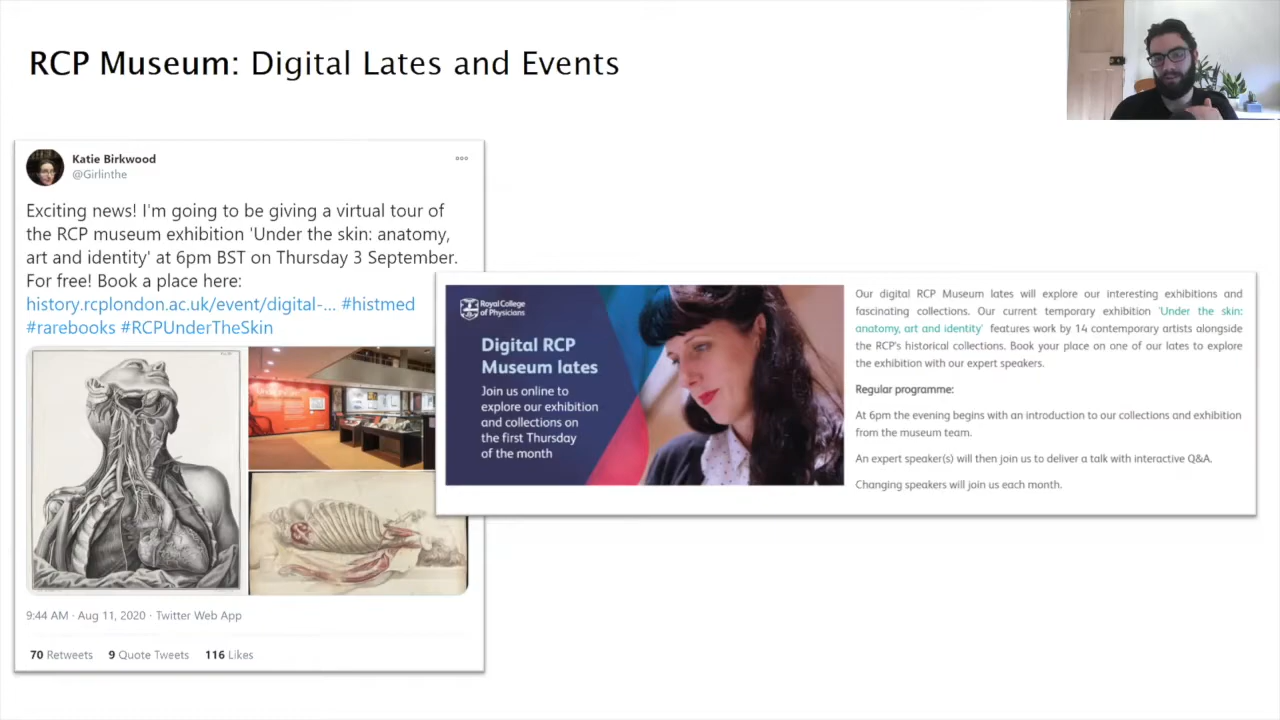 RCP Museum: Digital Lates and Events
Katie Birkwood
@Girlinthe
Exciting news! I'm going to be giving a virtual tour of
the RCP museum exhibition 'Under the skin: anatomy,
art and identity' at 6pm BST on Thursday 3 September.
For free! Book a place here:
history.rcplondon.ac.uk/event/digital-... #histmed
#rarebooks #RCPUnderTheSkin
9:44 AM · Aug 11, 2020 · Twitter Web App
70 Retweets 9 Quote Tweets 116 Likes
Royal College
of Physicians
Digital RCP
Museum lates
Join us online to
explore our exhibition
and collections on
the first Thursday
of the month
Our digital RCP Museum lates will explore our interesting exhibitions and
fascinating collections. Our current temporary exhibition 'Under the skin:
anatomy, art and identity' features work by 14 contemporary artists alongside
the RCP's historical collections. Book your place on one of our lates to explore
the exhibition with our expert speakers.
Regular programme:
At 6pm the evening begins with an introduction to our collections and exhibition
from the museum team.
An expert speaker(s) will then join us to deliver a talk with interactive Q&A.
Changing speakers will join us each month.